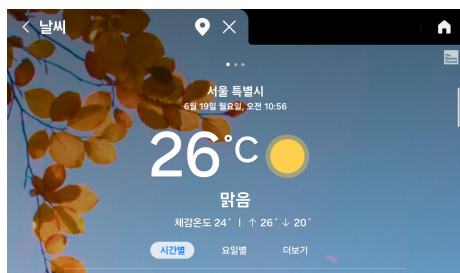 날씨
서울 특별시
6월 19일 월요일, 오전 10:56
26°C
맑음
체감온도 24° | ↑ 26° ↓ 20°
시간별 요일별 더보기